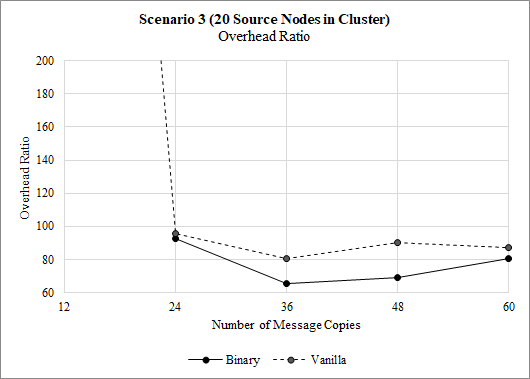 Scenario 3 (20 Source Nodes in Cluster)
Overhead Ratio
200
180
160
140
120
100
80
60
Overhead Ratio
12 24 36 48 60
Number of Message Copies
Binary Vanilla